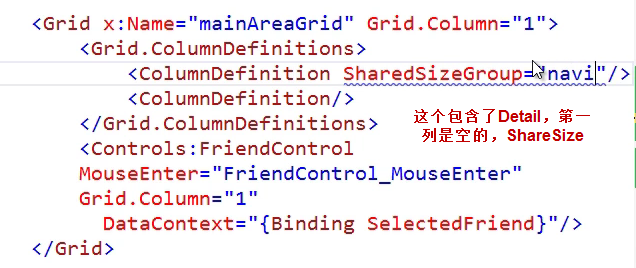 <Grid x:Name="mainAreaGrid" Grid.Column="1">
<Grid.ColumnDefinitions>
<ColumnDefinition SharedSizeGroup="navi"/>
<ColumnDefinition/>
</Grid.ColumnDefinitions>
这个包含了Detail，第一
列是空的，ShareSize
<Controls:FriendControl
MouseEnter="FriendControl_MouseEnter"
Grid.Column="1"
DataContext="{Binding SelectedFriend}"/>
</Grid>